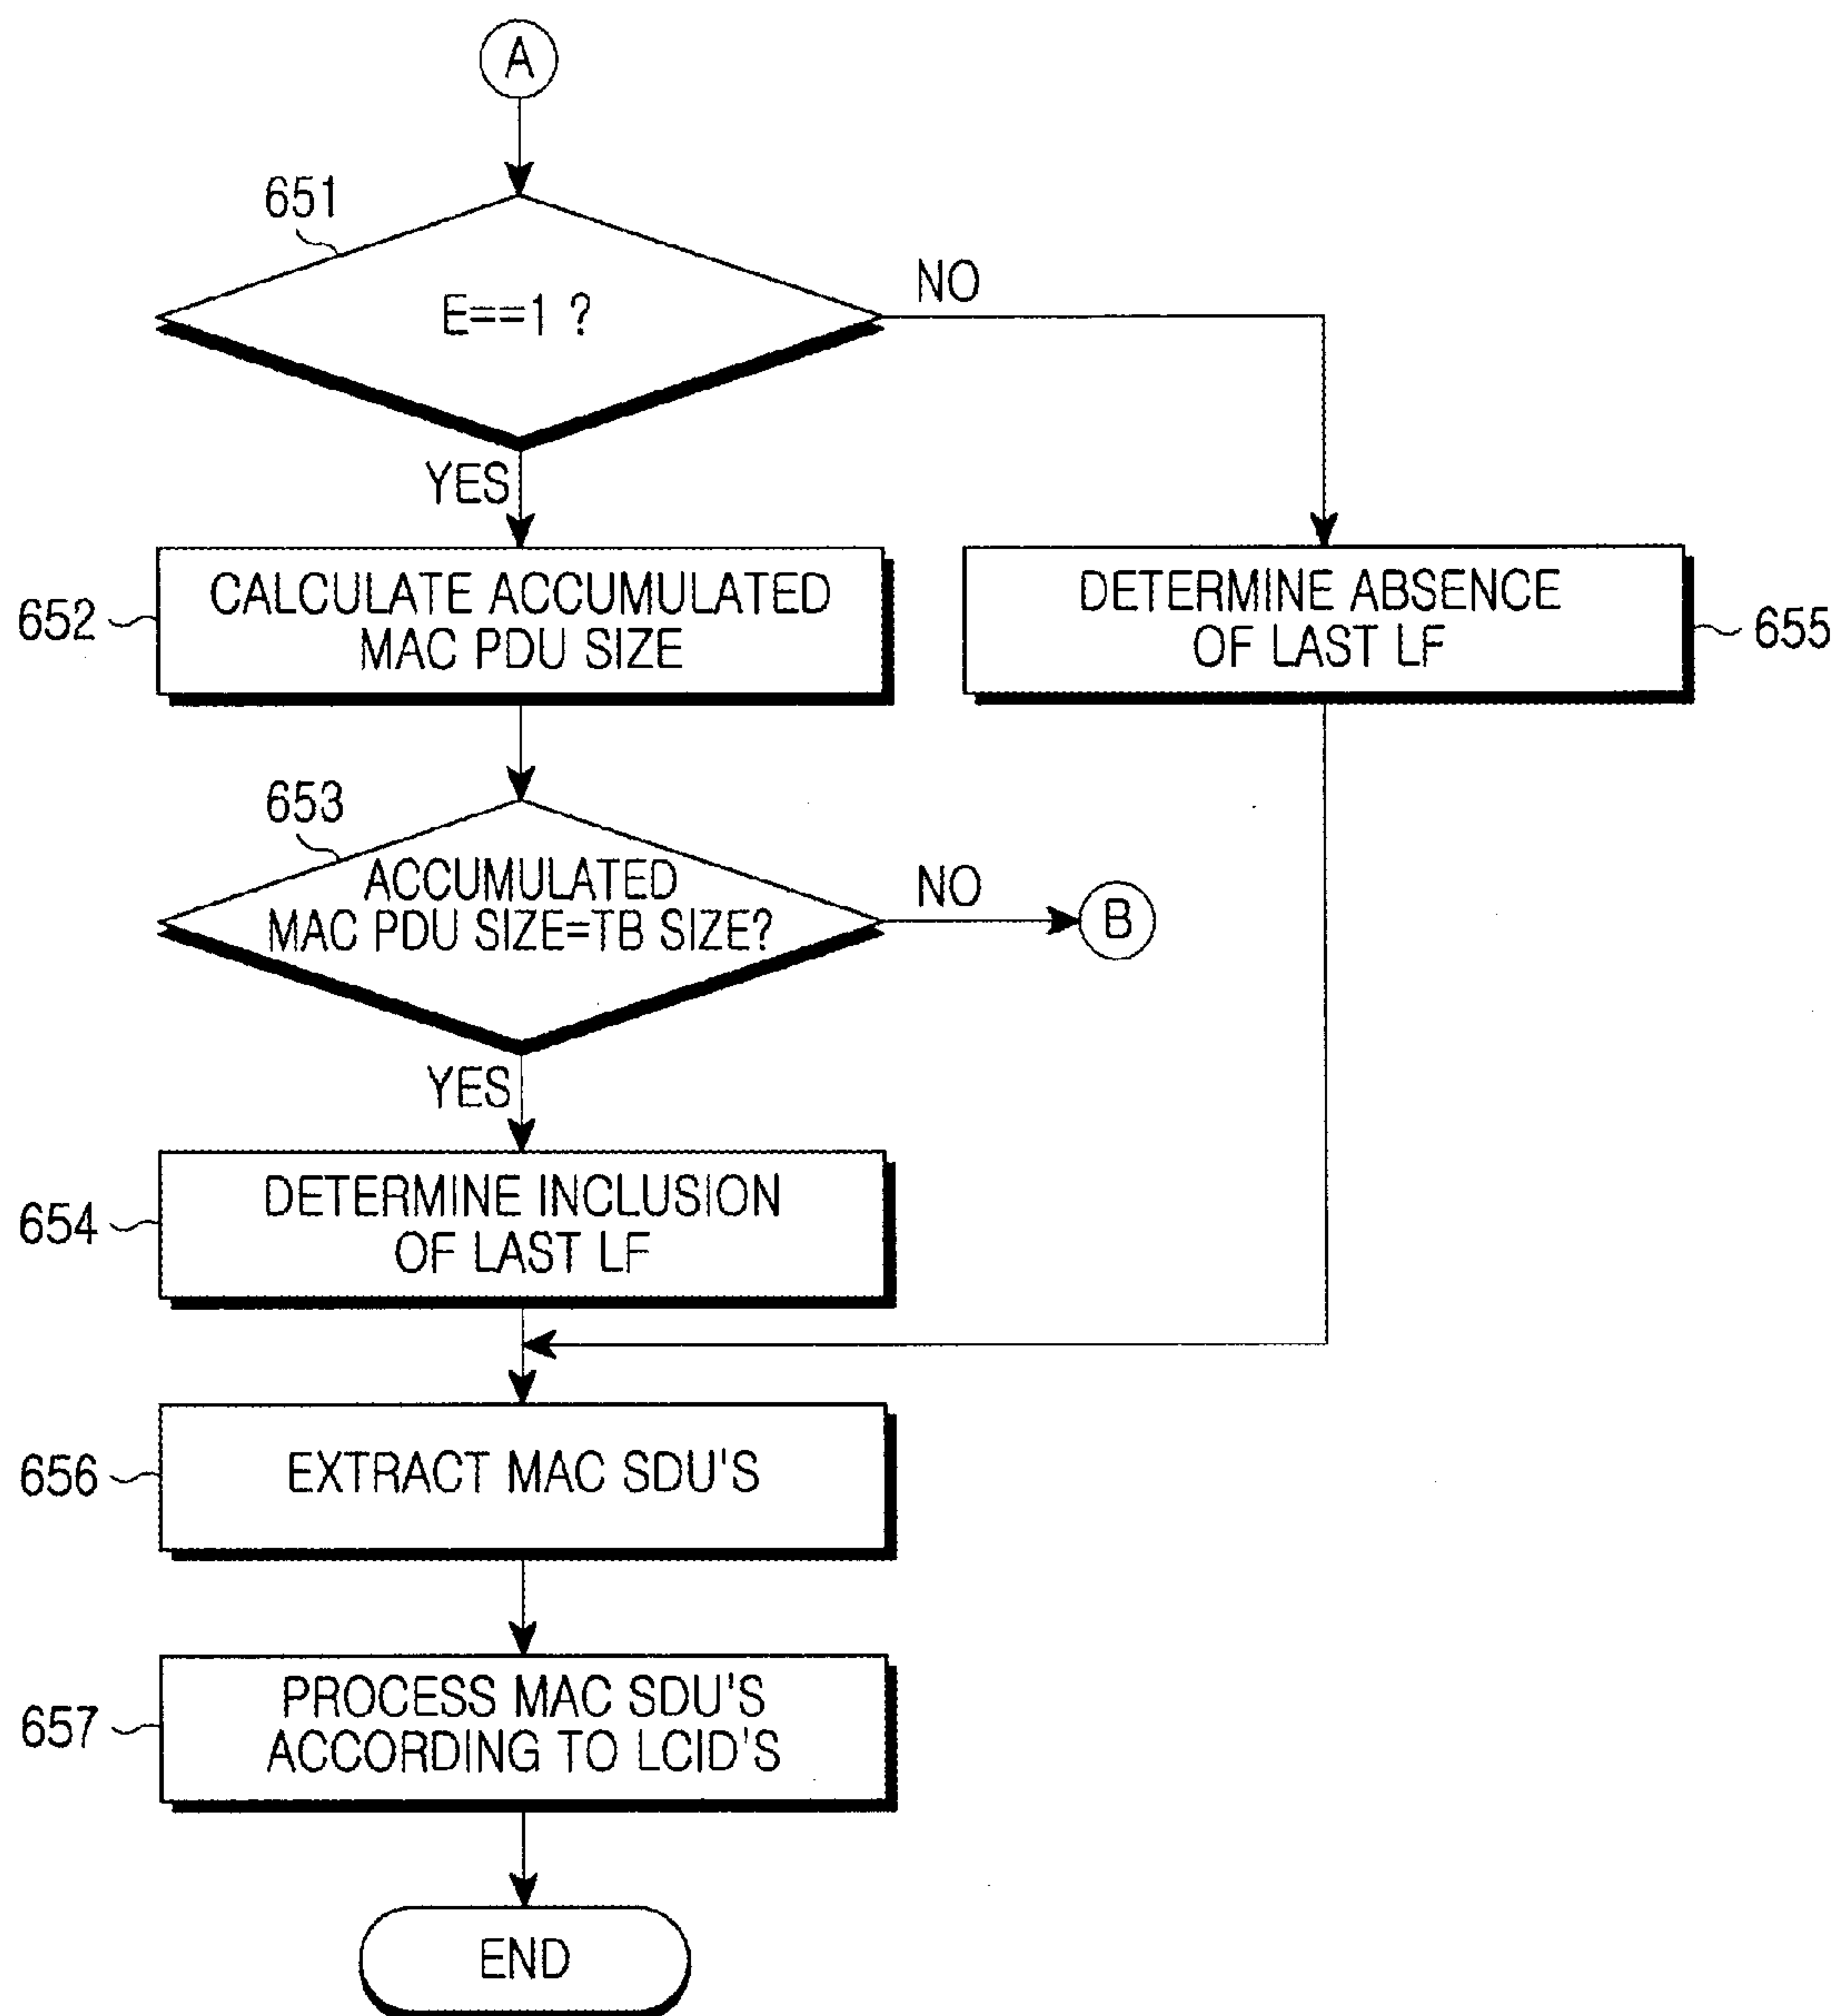 A
651
E==1 ?
NO
YES
652
CALCULATE ACCUMULATED
MAC PDU SIZE
DETERMINE ABSENCE
OF LAST LF
655
653
ACCUMULATED
MAC PDU SIZE=TB SIZE?
NO
B
YES
654
DETERMINE INCLUSION
OF LAST LF
656
EXTRACT MAC SDU'S
657
PROCESS MAC SDU'S
ACCORDING TO LCID'S
END